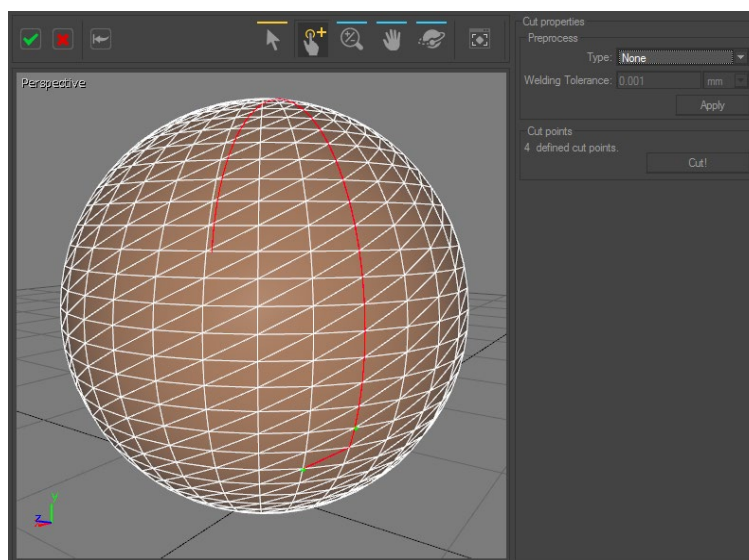 Cut properties
Preprocess
Type: None
Welding Tolerance: 0.001 mm
Apply
Cut points
4 defined cut points.
Cut!
Perspective
y
z